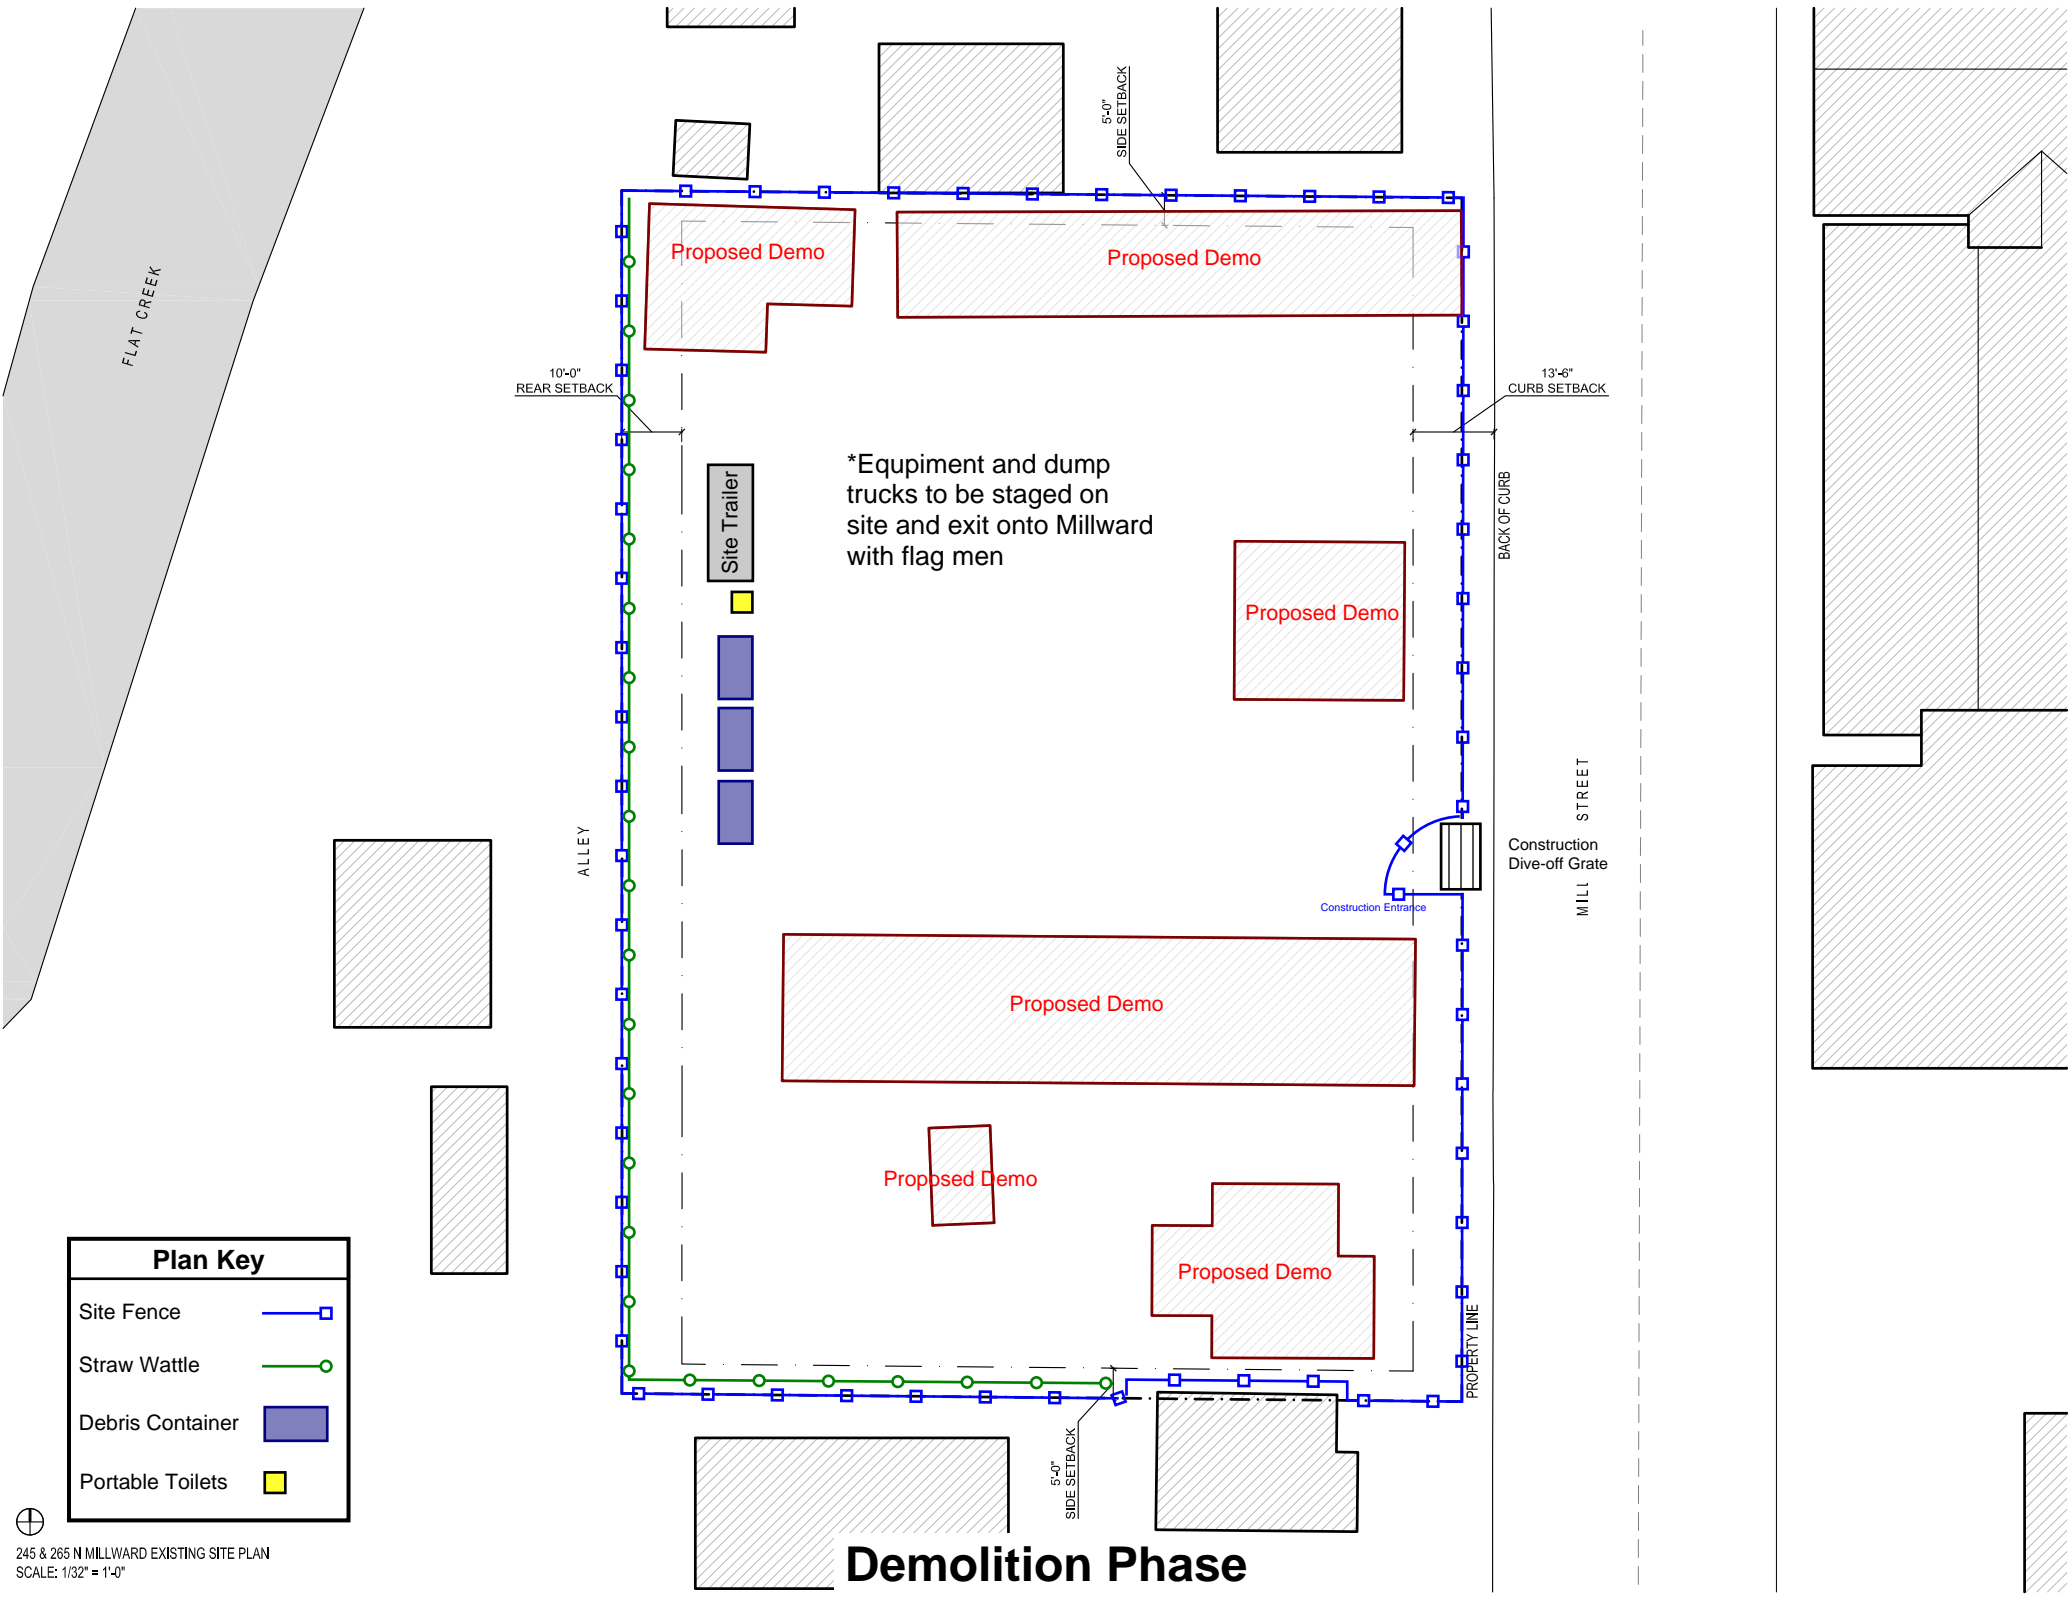 5'-0"
SIDE SETBACK
Proposed Demo
Proposed Demo
FLAT CREEK
10'-0"
REAR SETBACK
13'-6"
CURB SETBACK
*Equpiment and dump
trucks to be staged on
site and exit onto Millward
with flag men
Site Trailer
BACK OF CURB
Proposed Demo
ALLEY
MILL STREET
Construction
Dive-off Grate
Construction Entrance
Proposed Demo
Proposed Demo
Proposed Demo
PROPERTY LINE
Plan Key
Site Fence
Straw Wattle
Debris Container
Portable Toilets
5'-0"
SIDE SETBACK
245 & 265 N MILLWARD EXISTING SITE PLAN
SCALE: 1/32" = 1'-0"
Demolition Phase